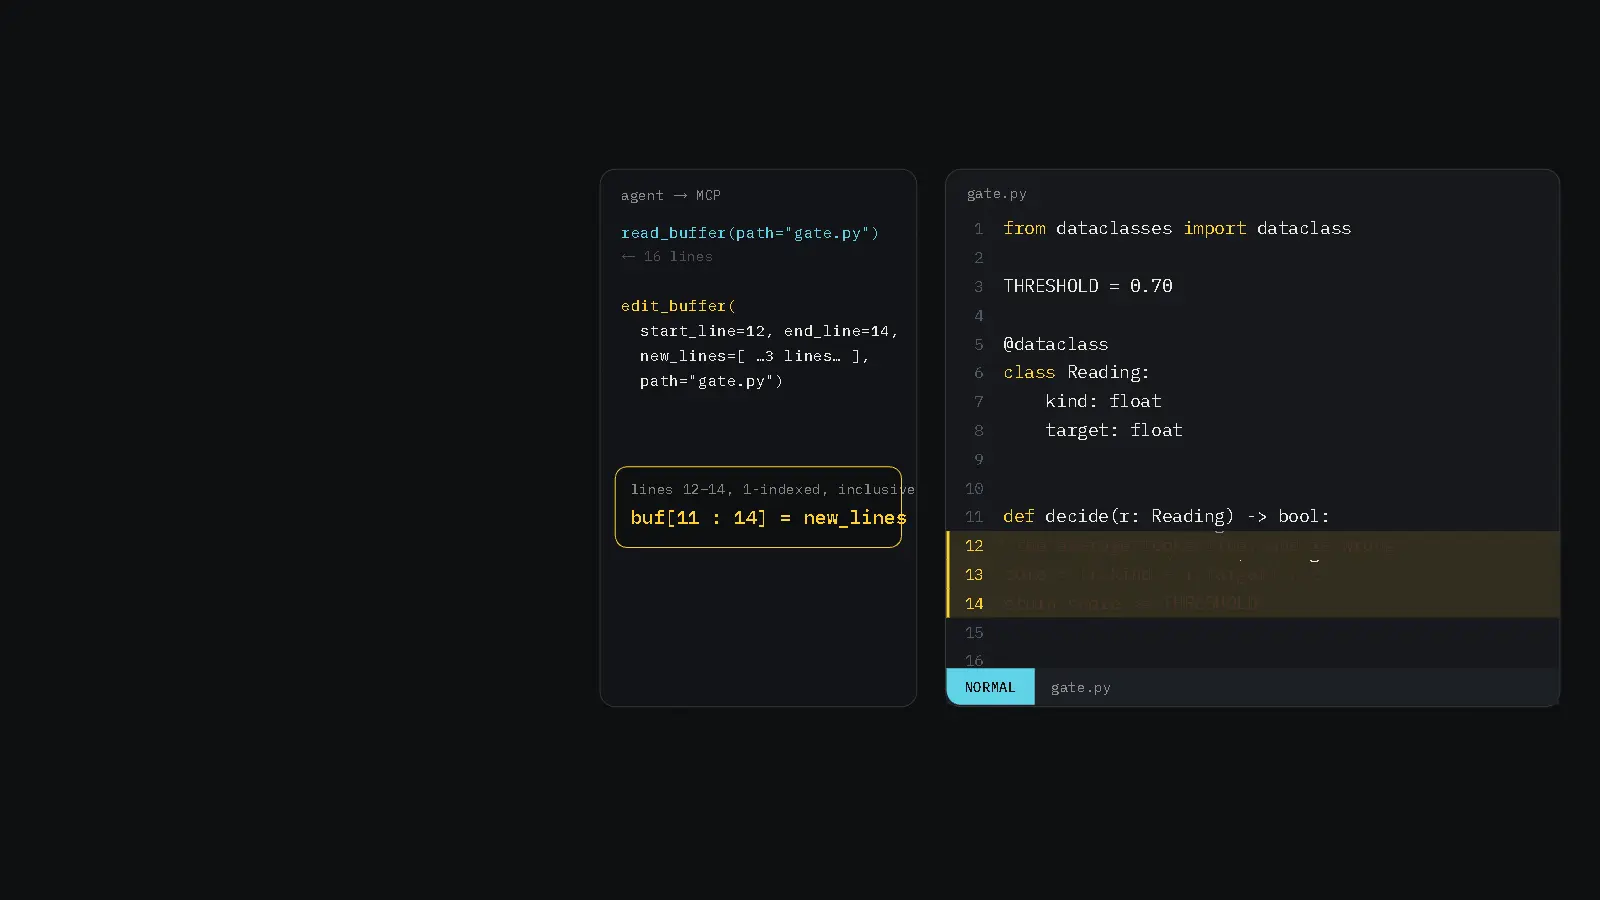 agent → MCP
read_buffer(path="gate.py")
← 16 lines
edit_buffer(
start_line=12, end_line=14,
new_lines=[ …3 lines… ],
path="gate.py")
lines 12–14, 1-indexed, inclusive
buf[11 : 14] = new_lines
gate.py
1 from dataclasses import dataclass
2
3 THRESHOLD = 0.70
4
5 @dataclass
6 class Reading:
7 kind: float
8 target: float
9
10
11 def decide(r: Reading) -> bool:
12
13
14 THRESHOLD
15
16
NORMAL gate.py